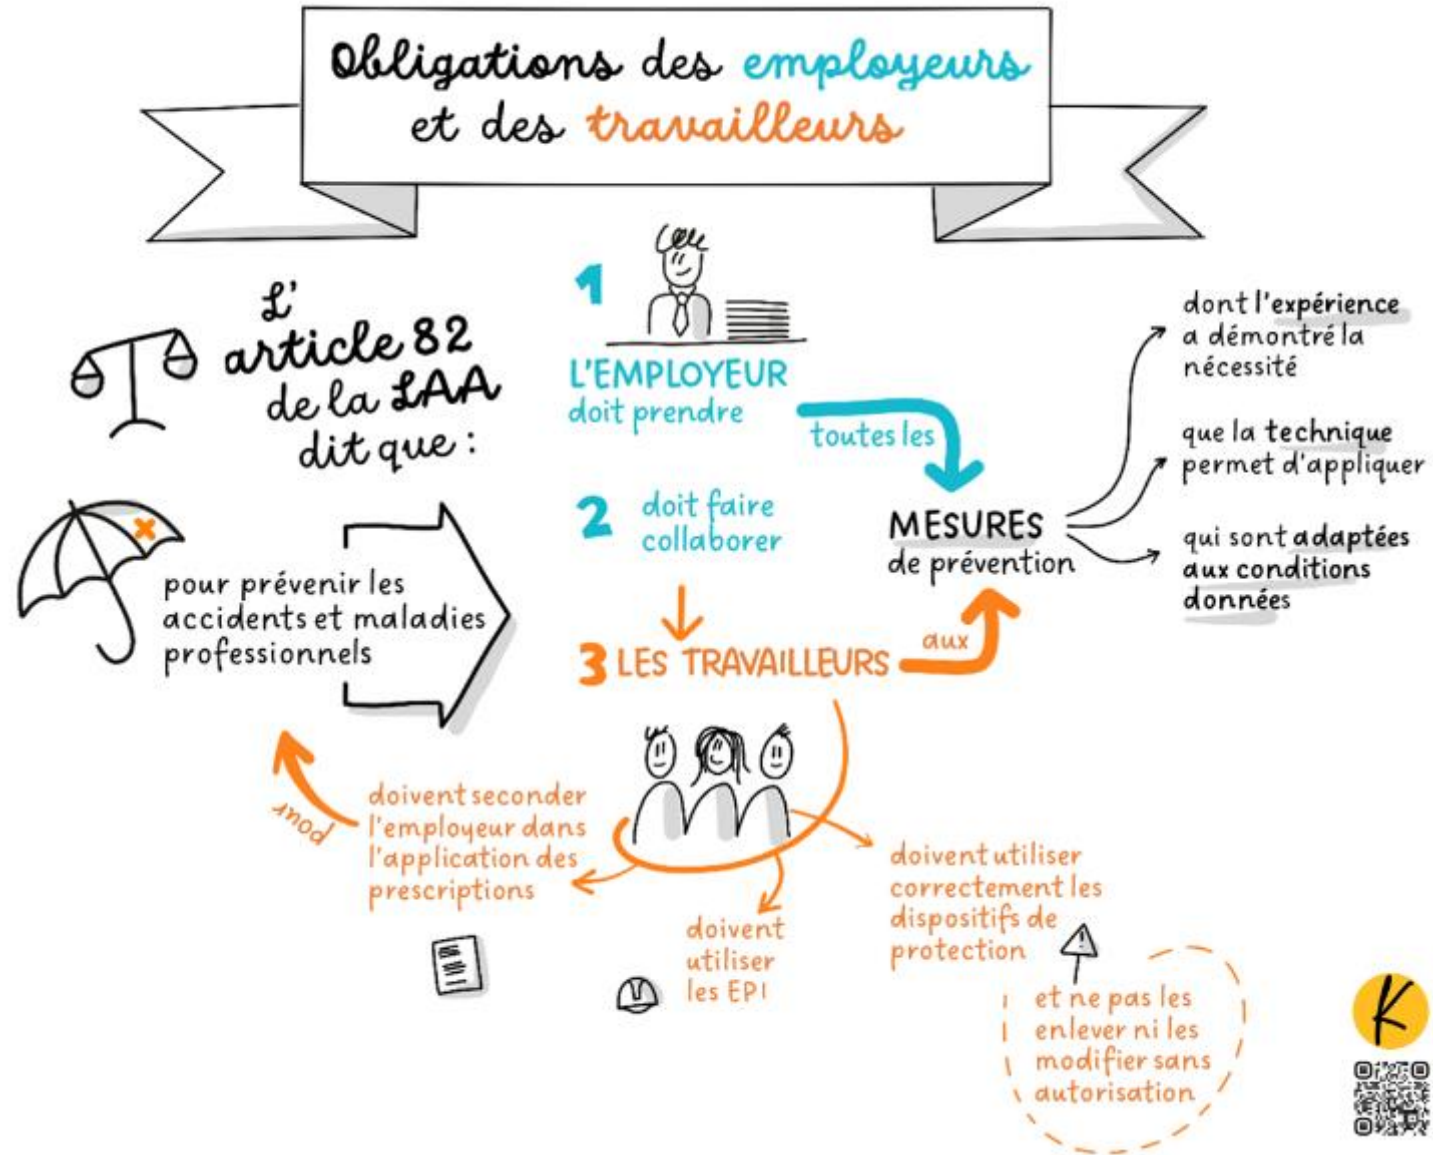 Obligations des employeurs
et des travailleurs
L'
article 82
de la LAA
dit que :
pour prévenir les
accidents et maladies
professionnels
1
L'EMPLOYEUR
doit prendre
toutes les
2
doit faire
collaborer
MESURES
de prévention
dont l'expérience
a démontré la
nécessité
que la technique
permet d'appliquer
qui sont adaptées
aux conditions
données
3 LES TRAVAILLEURS
aux
doivent seconder
l'employeur dans
l'application des
prescriptions
pour
doivent
utiliser
les EPI
doivent utiliser
correctement les
dispositifs de
protection
!
et ne pas les
enlever ni les
modifier sans
autorisation
K